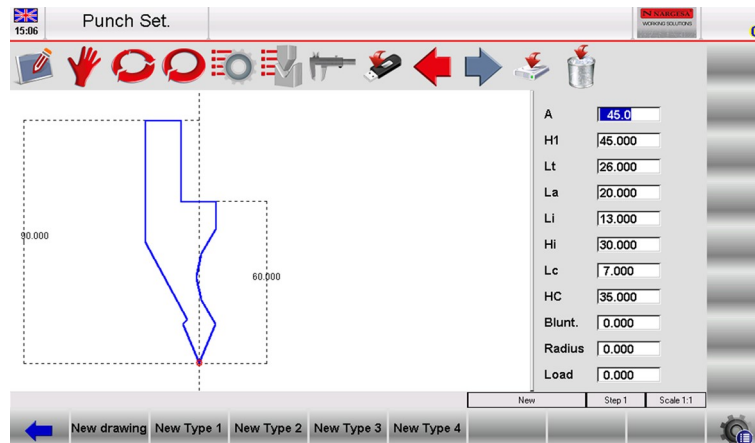 Punch Set.
NARGESA
WORKING SOLUTIONS
15:06
A 45.0
H1 45.000
Lt 26.000
La 20.000
Li 13.000
Hi 30.000
Lc 7.000
HC 35.000
Blunt. 0.000
Radius 0.000
Load 0.000
90.000
60.000
New Step 1 Scale 1:1
New drawing New Type 1 New Type 2 New Type 3 New Type 4